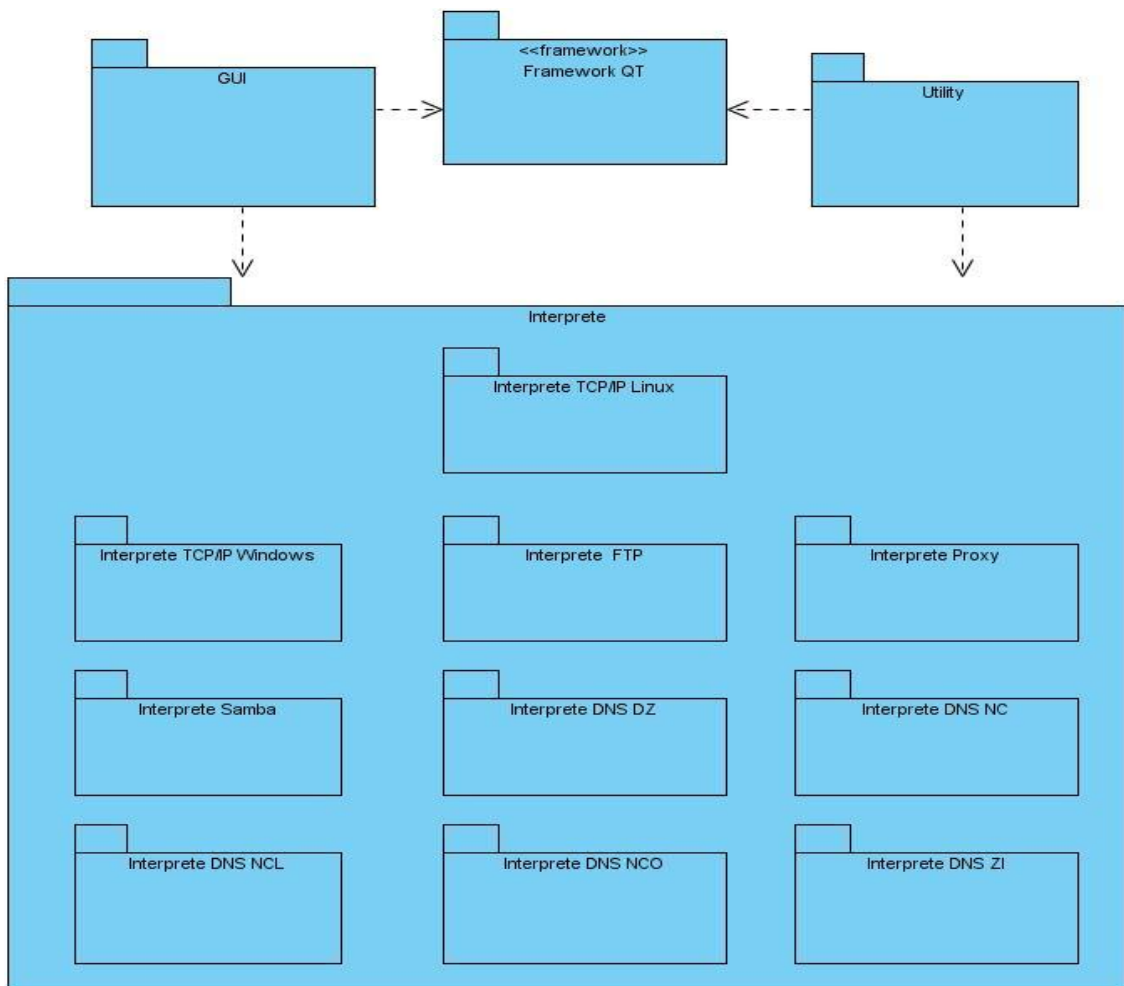 <<framework>>
Framework QT
GUI
Utility
Interprete
Interprete TCP/IP Linux
Interprete TCP/IP Windows
Interprete FTP
Interprete Proxy
Interprete Samba
Interprete DNS DZ
Interprete DNS NC
Interprete DNS NCL
Interprete DNS NCO
Interprete DNS ZI